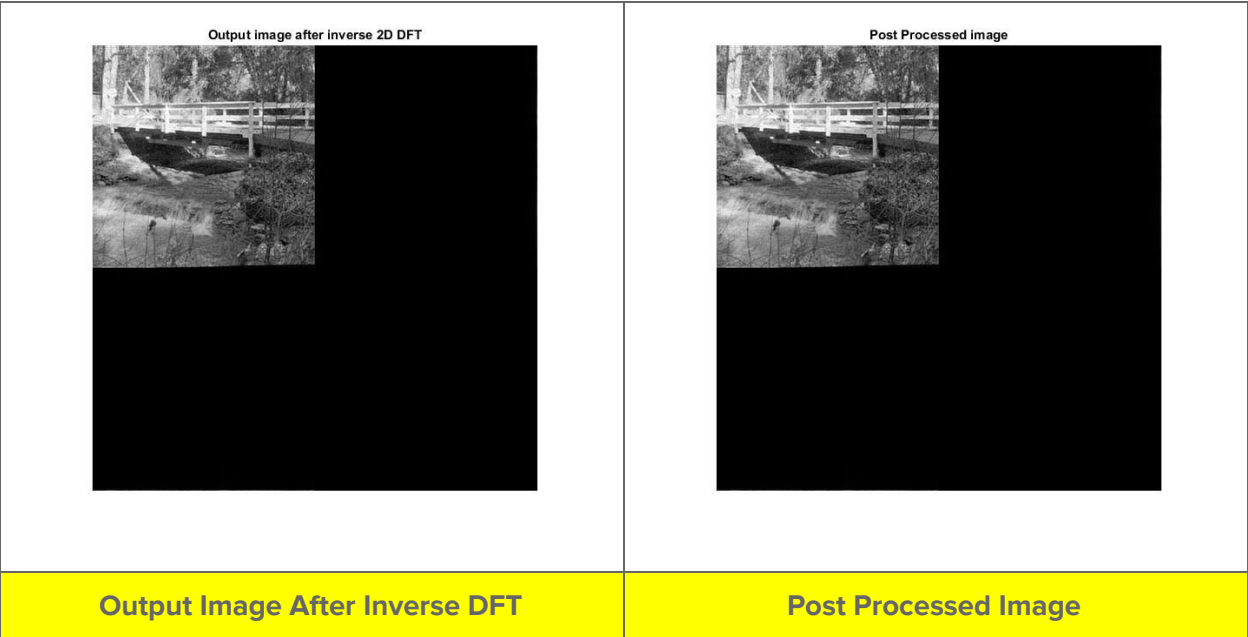 Output image after inverse 2D DFT
Post Processed image
Output Image After Inverse DFT
Post Processed Image